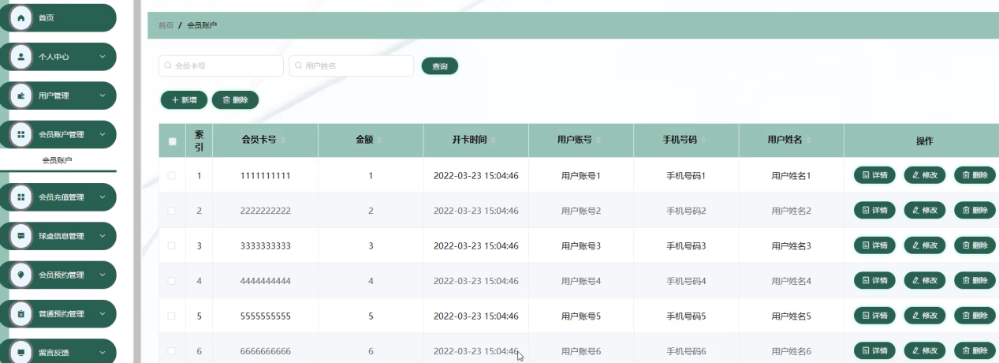 首页
个人中心
用户管理
会员账户管理
会员账户
会员充值管理
球桌信息管理
会员预约管理
普通预约管理
留言反馈
首页 / 会员账户
会员卡号 用户姓名 查询
新增 删除
索引 会员卡号 金额 开卡时间 用户账号 手机号码 用户姓名 操作
1 1111111111 1 2022-03-23 15:04:46 用户账号1 手机号码1 用户姓名1 详情 修改 删除
2 2222222222 2 2022-03-23 15:04:46 用户账号2 手机号码2 用户姓名2 详情 修改 删除
3 3333333333 3 2022-03-23 15:04:46 用户账号3 手机号码3 用户姓名3 详情 修改 删除
4 4444444444 4 2022-03-23 15:04:46 用户账号4 手机号码4 用户姓名4 详情 修改 删除
5 5555555555 5 2022-03-23 15:04:46 用户账号5 手机号码5 用户姓名5 详情 修改 删除
6 6666666666 6 2022-03-23 15:04:46 用户账号6 手机号码6 用户姓名6 详情 修改 删除